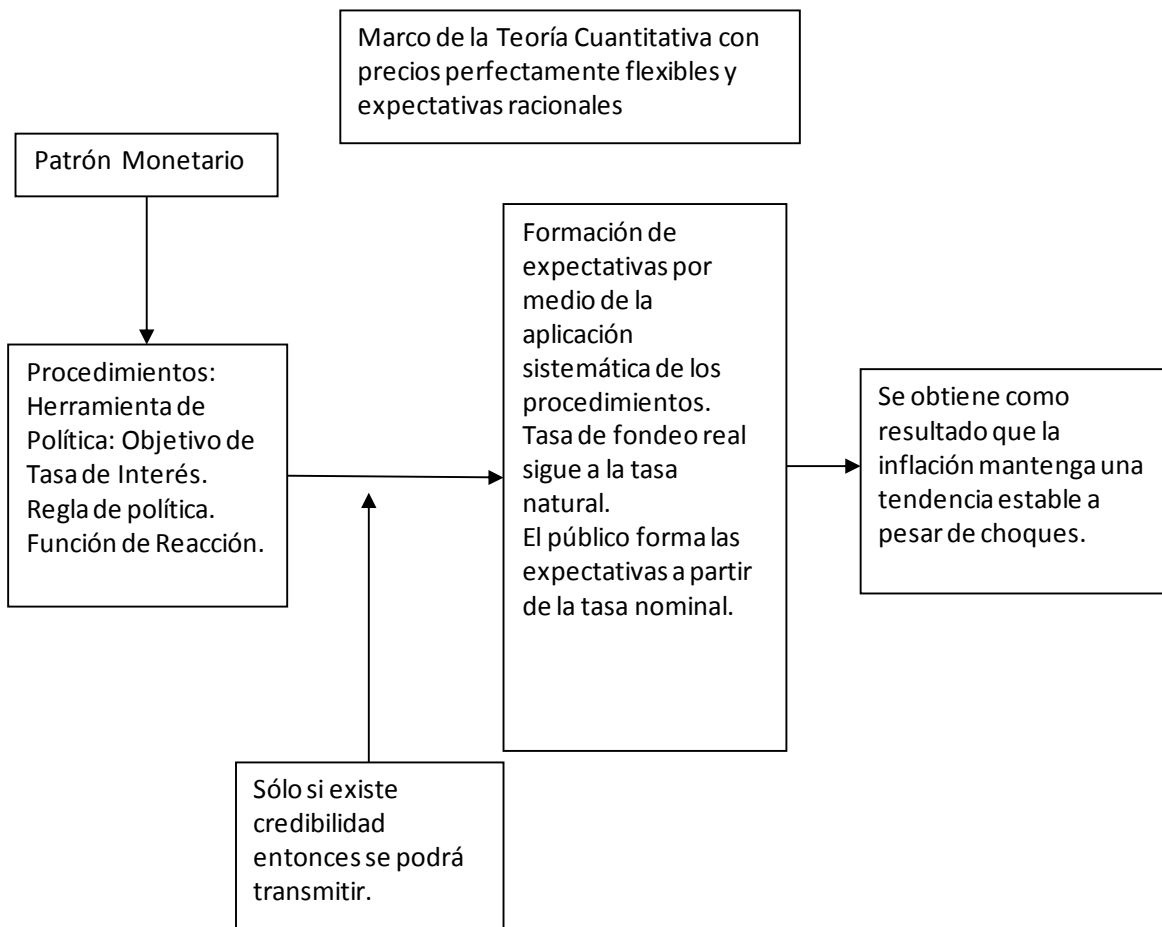 Marco de la Teoría Cuantitativa con
precios perfectamente flexibles y
expectativas racionales
Patrón Monetario
Procedimientos:
Herramienta de
Política: Objetivo de
Tasa de Interés.
Regla de política.
Función de Reacción.
Formación de
expectativas por
medio de la
aplicación
sistemática de los
procedimientos.
Tasa de fondeo real
sigue a la tasa
natural.
El público forma las
expectativas a partir
de la tasa nominal.
Se obtiene como
resultado que la
inflación mantenga una
tendencia estable a
pesar de choques.
Sólo si existe
credibilidad
entonces se podrá
transmitir.